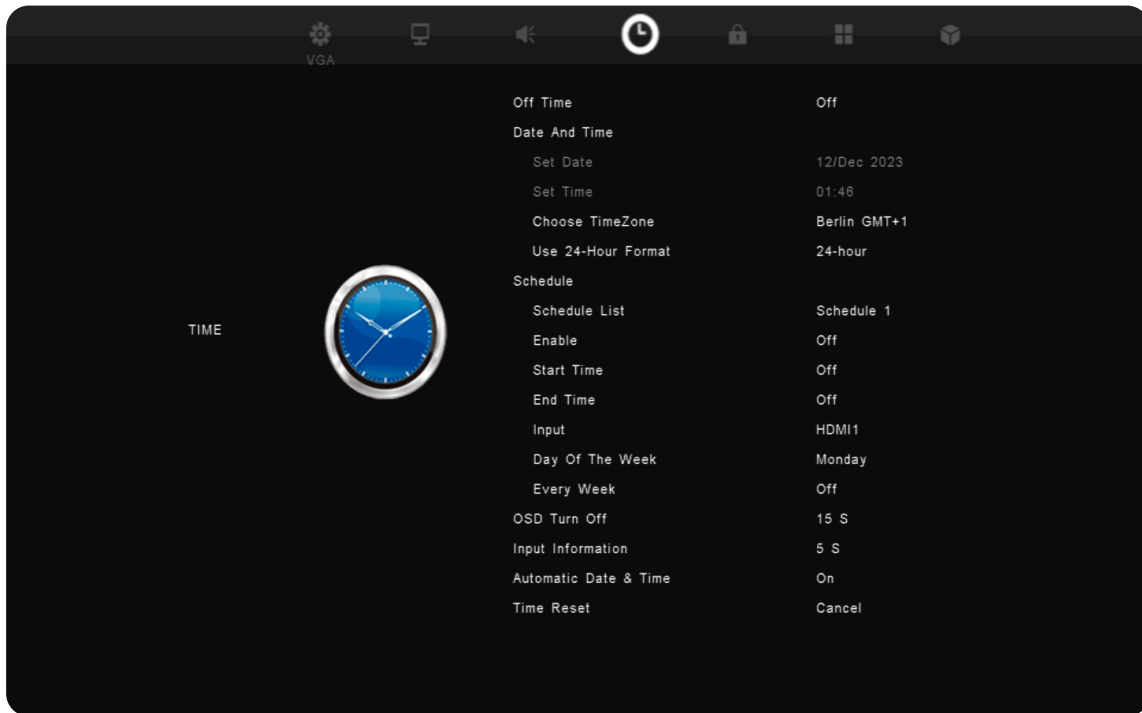 VGA
Off Time Off
Date And Time
Set Date 12/Dec 2023
Set Time 01:46
Choose TimeZone Berlin GMT+1
Use 24-Hour Format 24-hour
Schedule
Schedule List Schedule 1
TIME
Enable Off
Start Time Off
End Time Off
Input HDMI1
Day Of The Week Monday
Every Week Off
OSD Turn Off 15 S
Input Information 5 S
Automatic Date & Time On
Time Reset Cancel